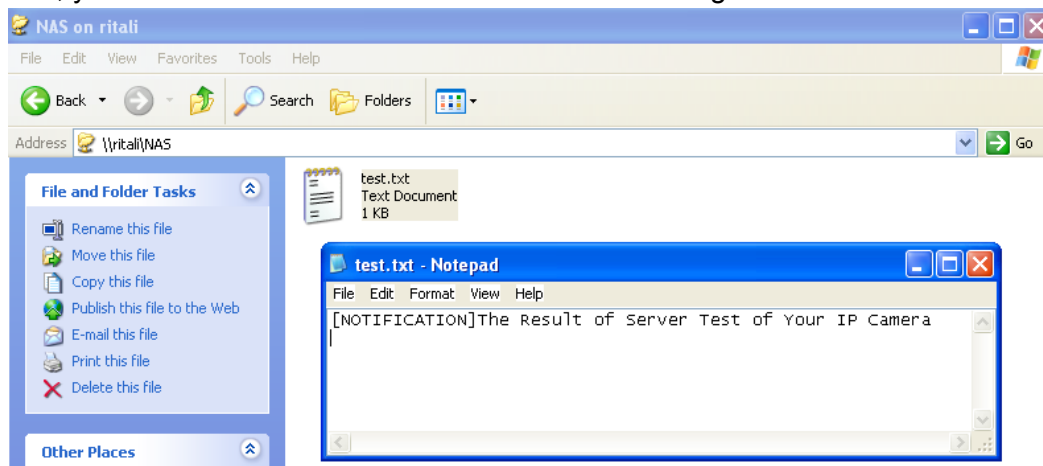 NAS on ritali
File Edit View Favorites Tools Help
Back Search Folders
Address \\ritali\NAS Go
File and Folder Tasks
Rename this file
Move this file
Copy this file
Publish this file to the Web
E-mail this file
Print this file
Delete this file
Other Places
test.txt
Text Document
1 KB
test.txt - Notepad
File Edit Format View Help
[NOTIFICATION]The Result of Server Test of Your IP Camera